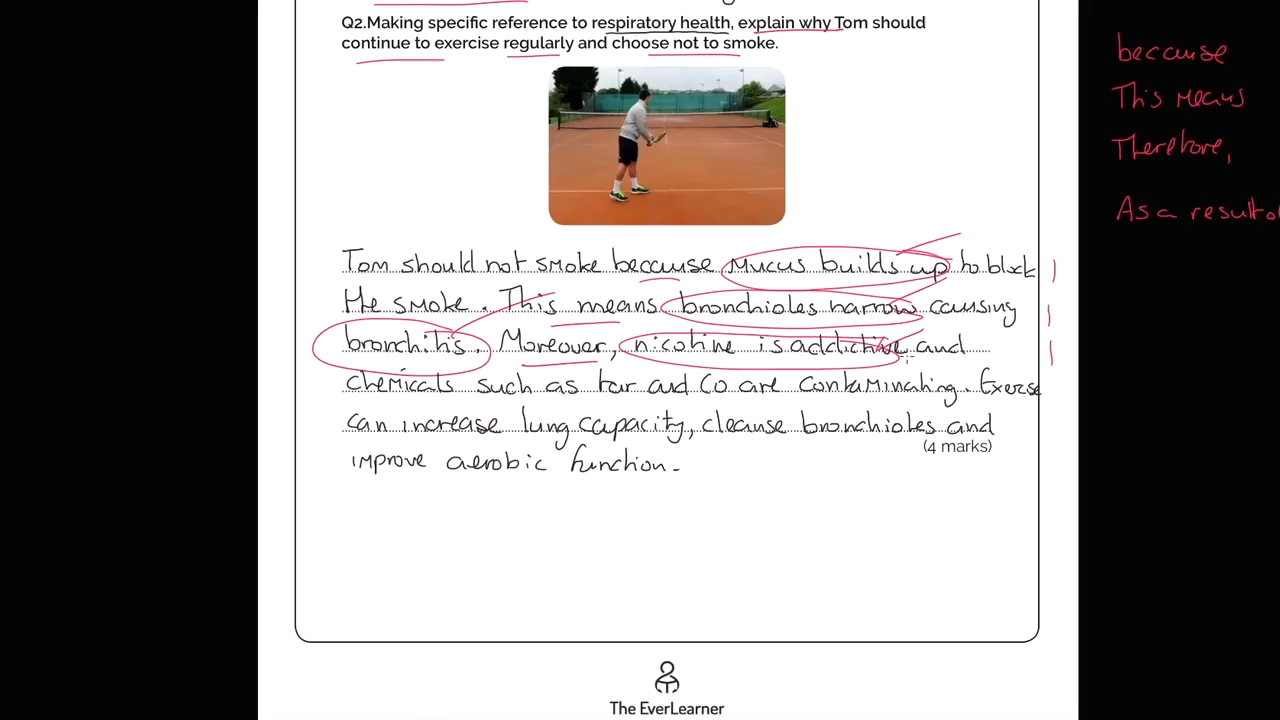 Q2.Making specific reference to respiratory health, explain why Tom should
continue to exercise regularly and choose not to smoke.
because
This means
Therefore,
As a result o
Tom should not smoke because mucus builds up to block
the smoke. This means bronchioles narrow causing
bronchitis. Moreover, nicotine is addictive and
chemicals such as tar and CO are contaminating. Exercise
can increase lung capacity, cleanse bronchioles and
(4 marks)
improve aerobic function.
The EverLearner